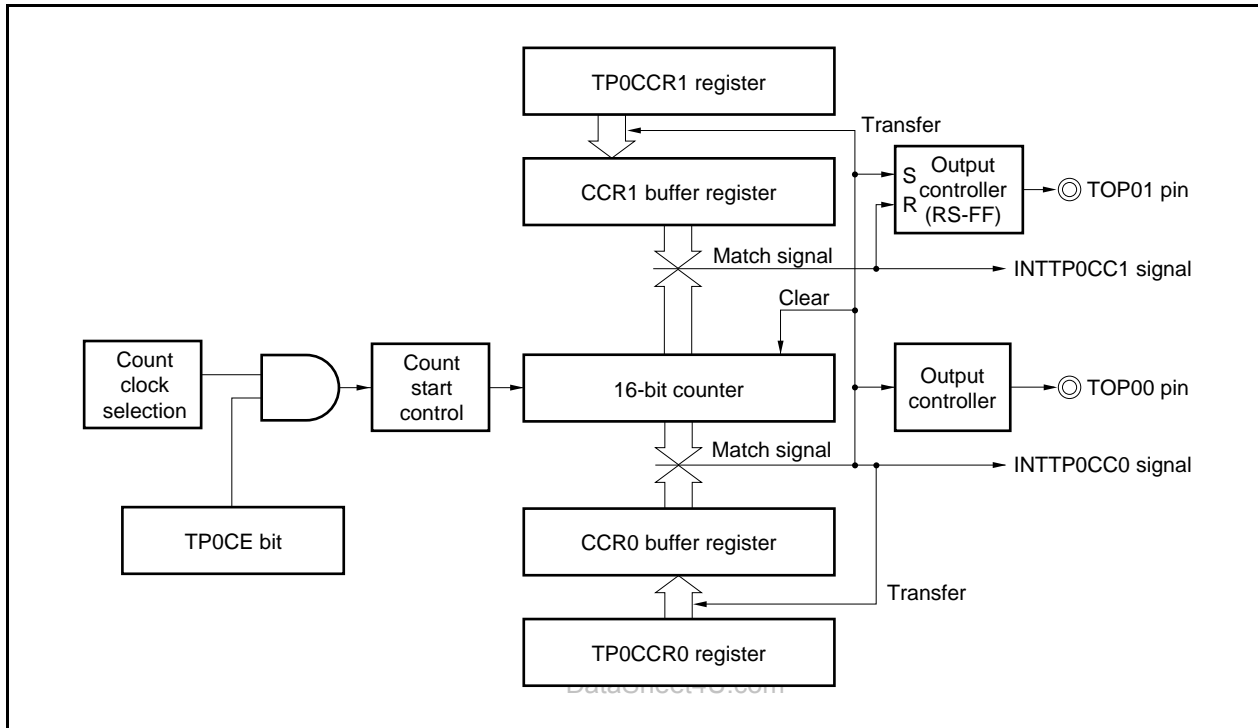 TP0CCR1 register
Transfer
CCR1 buffer register
S
R
Output
controller
(RS-FF)
TOP01 pin
Match signal
INTTP0CC1 signal
Clear
Count
clock
selection
Count
start
control
16-bit counter
Output
controller
TOP00 pin
Match signal
INTTP0CC0 signal
TP0CE bit
CCR0 buffer register
Transfer
TP0CCR0 register
DataSheet4U.com